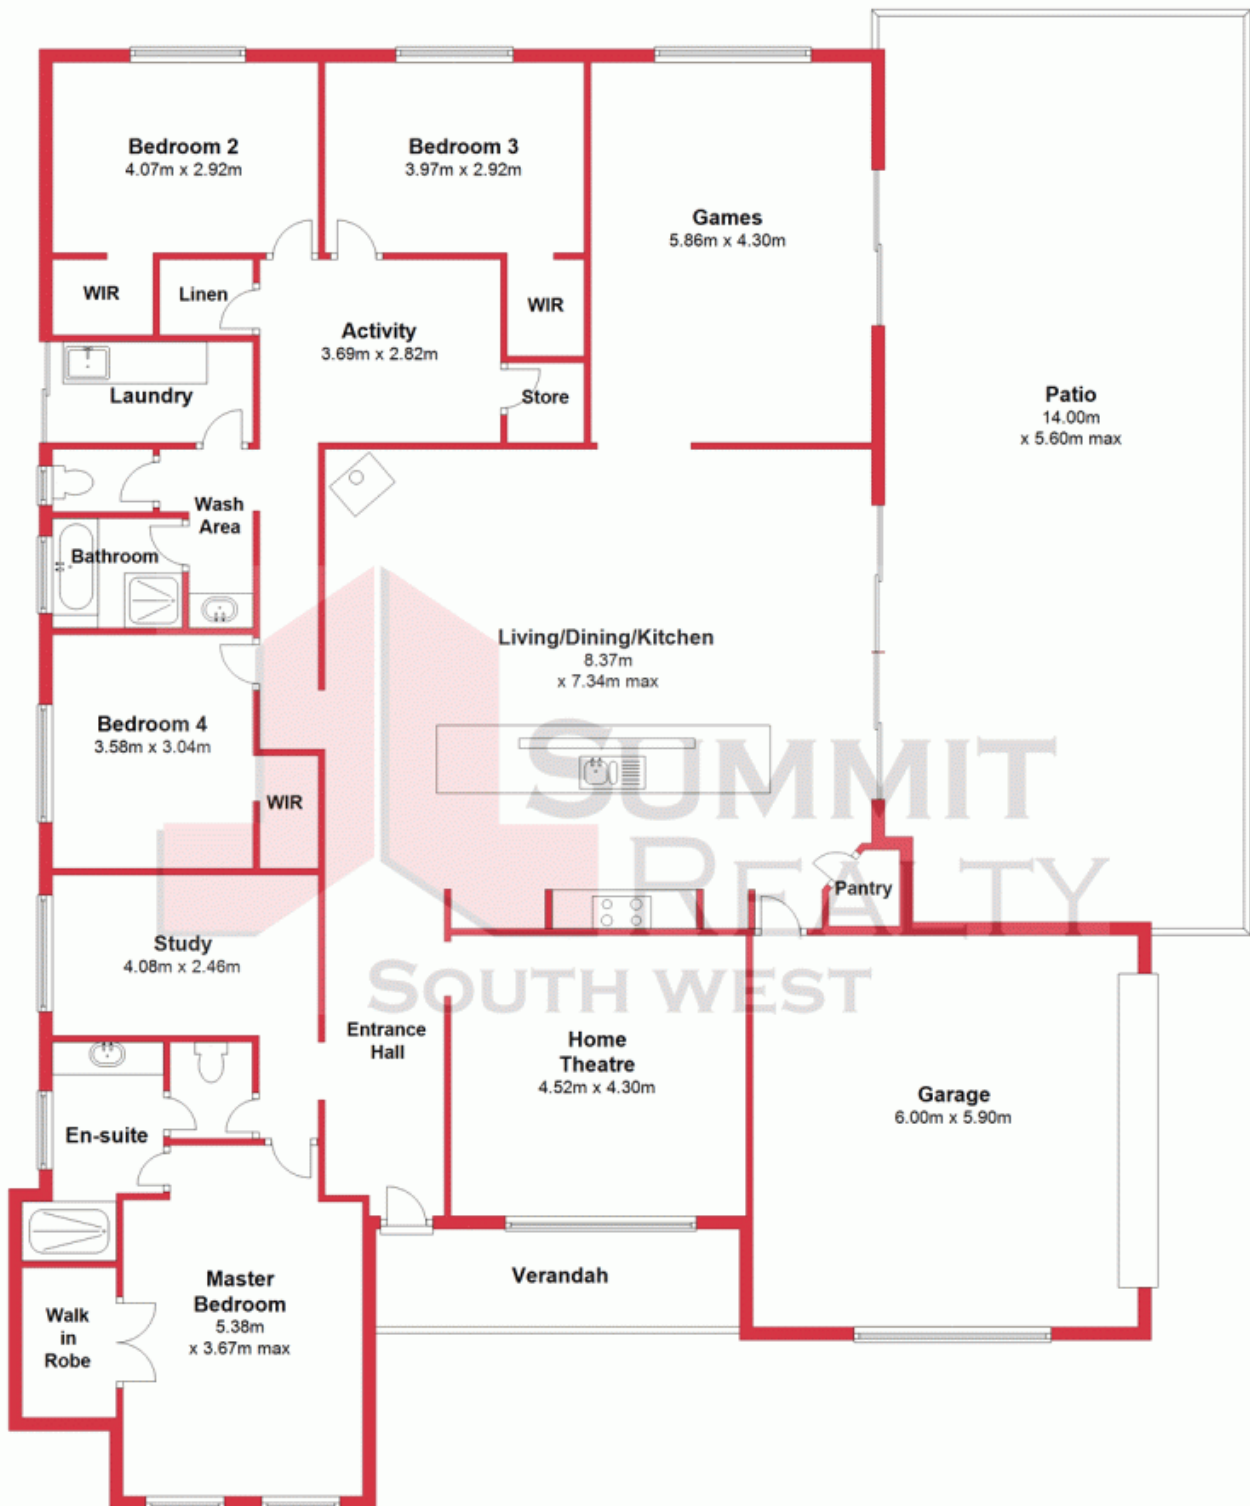 Bedroom 2
4.07m x 2.92m
Bedroom 3
3.97m x 2.92m
Games
5.86m x 4.30m
WIR
Linen
WIR
Activity
3.69m x 2.82m
Store
Laundry
Patio
14.00m
x 5.60m max
Wash
Area
Bathroom
Living/Dining/Kitchen
8.37m
x 7.34m max
Bedroom 4
3.58m x 3.04m
WIR
SUMMIT
REALTY
SOUTH WEST
Pantry
Study
4.08m x 2.46m
Entrance
Hall
Home
Theatre
4.52m x 4.30m
Garage
6.00m x 5.90m
En-suite
Verandah
Master
Bedroom
5.38m
x 3.67m max
Walk
in
Robe